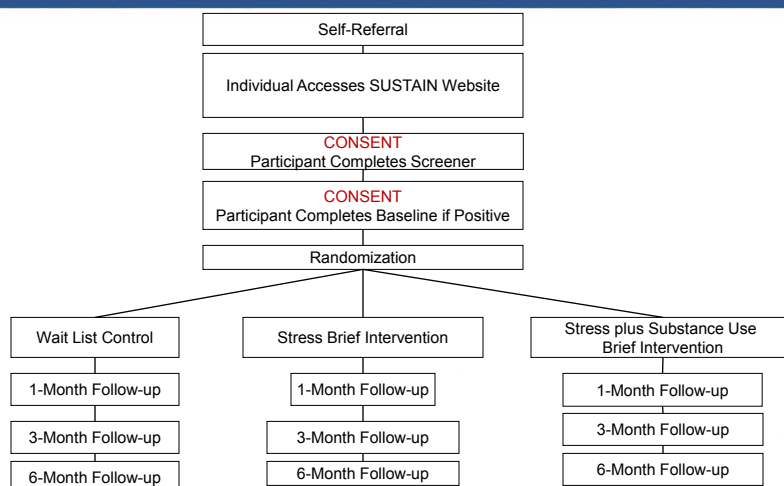 Self-Referral
Individual Accesses SUSTAIN Website
CONSENT
Participant Completes Screener
CONSENT
Participant Completes Baseline if Positive
Randomization
Wait List Control
Stress Brief Intervention
Stress plus Substance Use
Brief Intervention
1-Month Follow-up
1-Month Follow-up
1-Month Follow-up
3-Month Follow-up
3-Month Follow-up
3-Month Follow-up
6-Month Follow-up
6-Month Follow-up
6-Month Follow-up